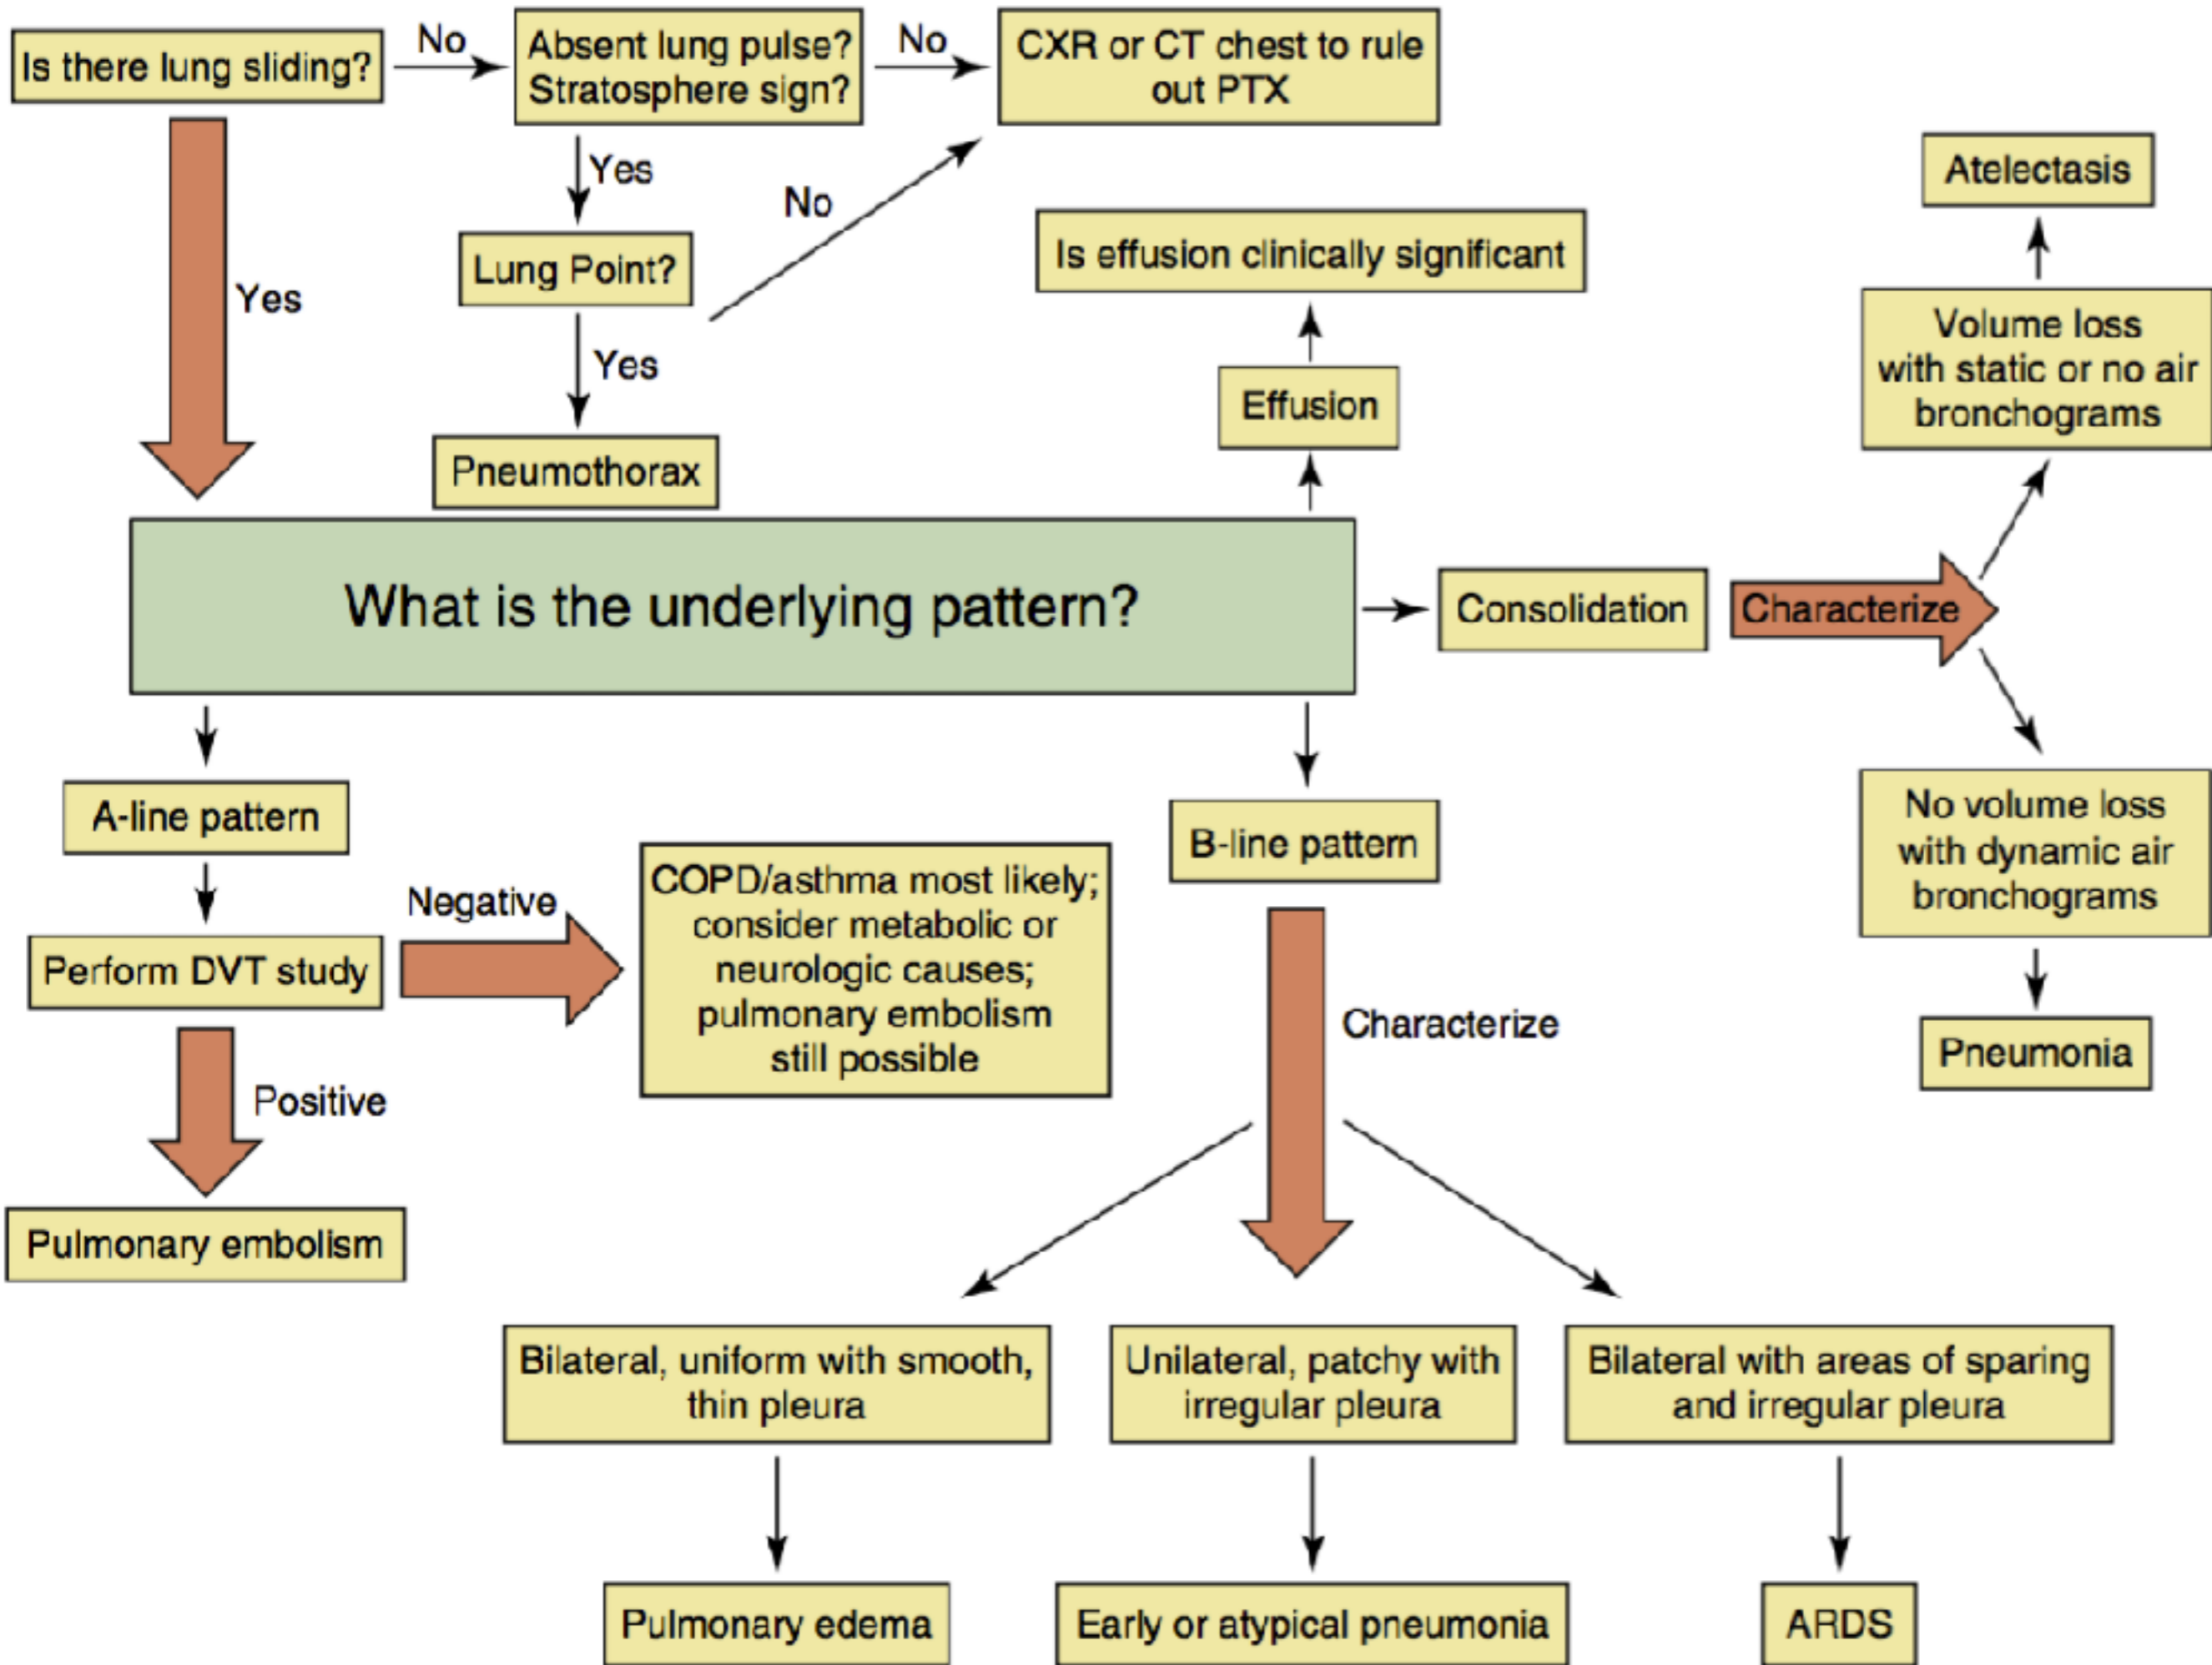 Is there lung sliding?
No
Absent lung pulse?
Stratosphere sign?
No
CXR or CT chest to rule
out PTX
Yes
Yes
Lung Point?
No
Yes
Pneumothorax
Is effusion clinically significant
Effusion
Atelectasis
Volume loss
with static or no air
bronchograms
What is the underlying pattern?
Consolidation
Characterize
No volume loss
with dynamic air
bronchograms
Pneumonia
A-line pattern
Perform DVT study
Negative
COPD/asthma most likely;
consider metabolic or
neurologic causes;
pulmonary embolism
still possible
Positive
Pulmonary embolism
B-line pattern
Characterize
Bilateral, uniform with smooth,
thin pleura
Unilateral, patchy with
irregular pleura
Bilateral with areas of sparing
and irregular pleura
Pulmonary edema
Early or atypical pneumonia
ARDS